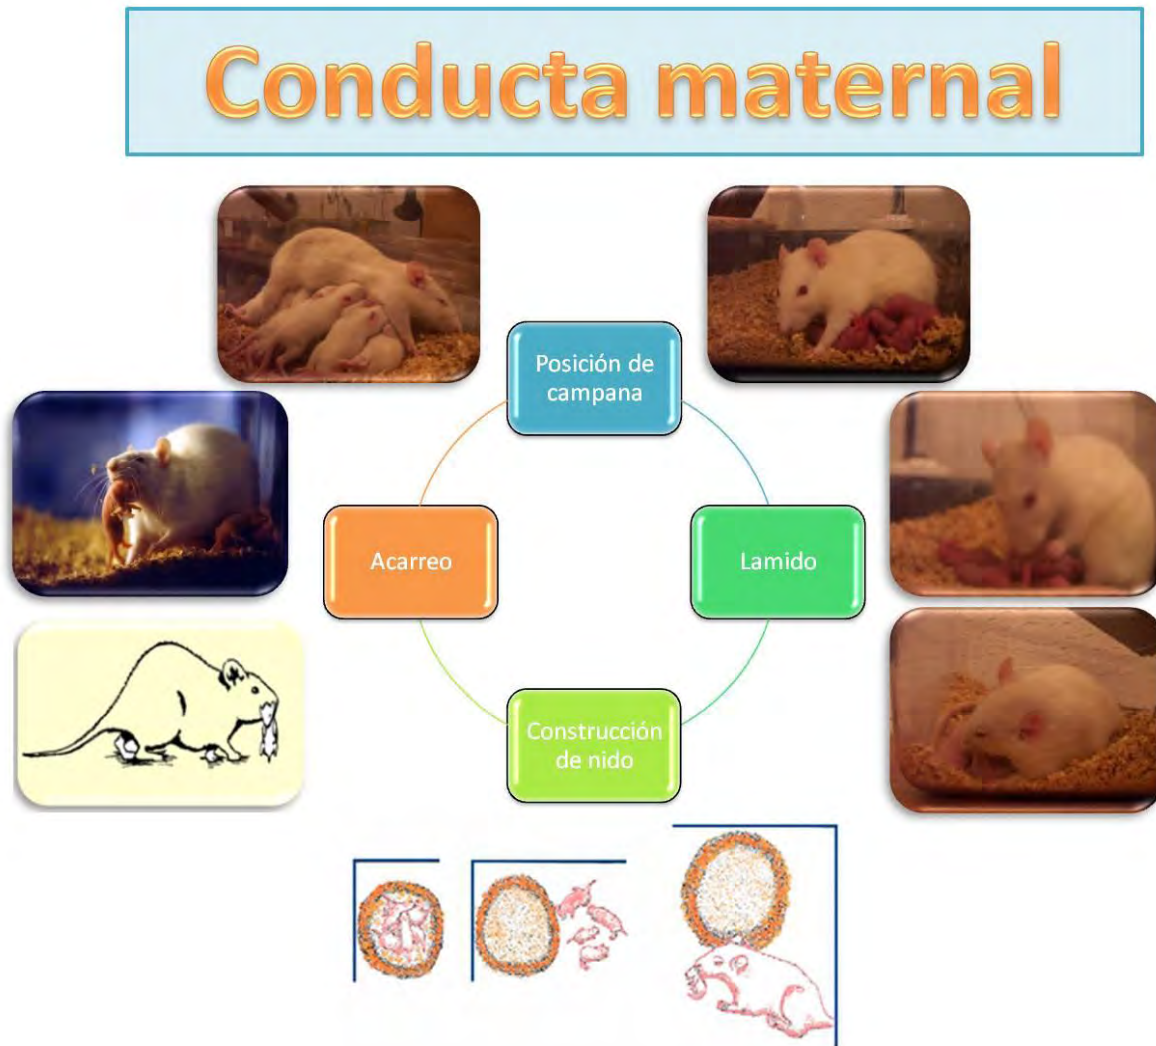 Conducta maternal
Posición de
campana
Acarreo
Lamido
Construcción
de nido